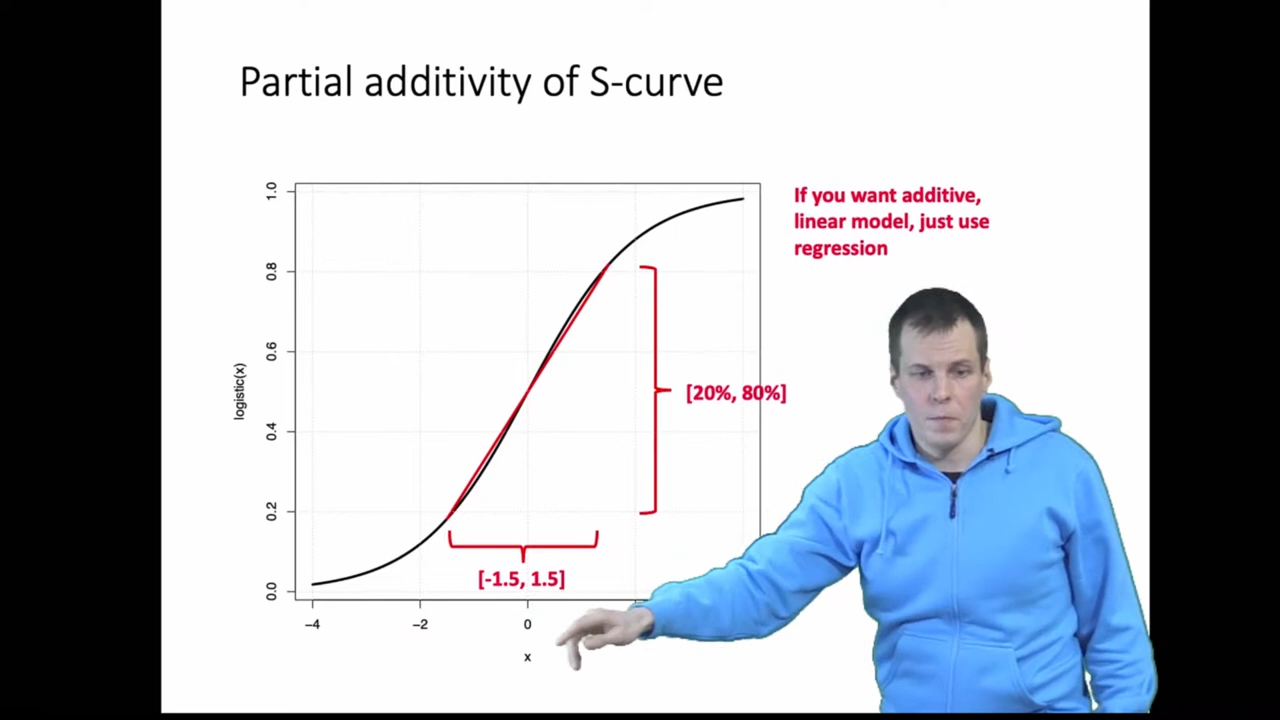 Partial additivity of S-curve
If you want additive,
linear model, just use
regression
1.0
0.8
0.6
0.4
0.2
0.0
logistic(x)
[20%, 80%]
[-1.5, 1.5]
−4
−2
0
x